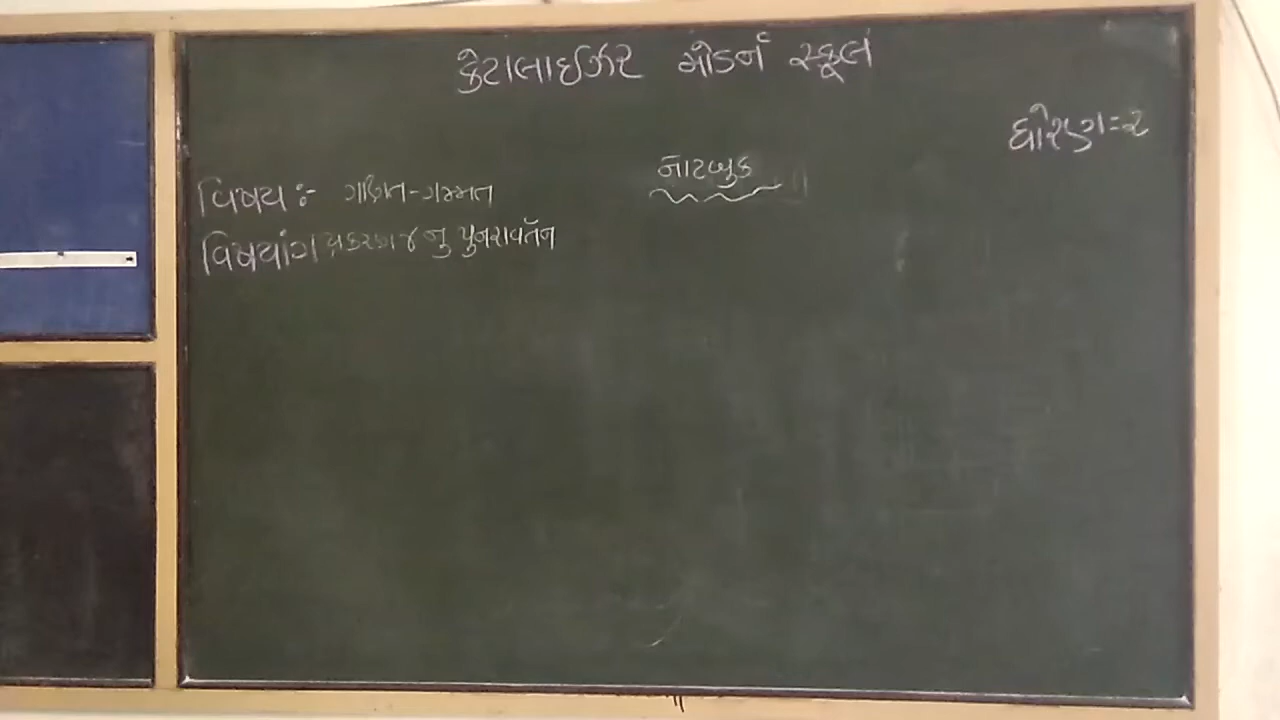 કેટાલાઈઝર મોડર્ન સ્કૂલ
ધોરણ=૨
નોટબુક
વિષય:- ગણિત-ગમ્મત
વિષયાંગ પ્રકરણ ૪ નુ પુનરાવર્તન